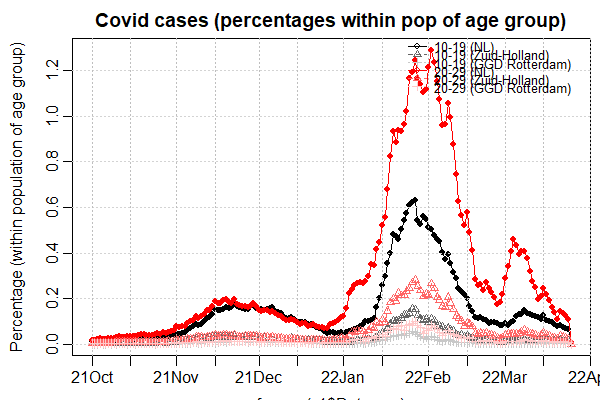 Covid cases (percentages within pop of age group)
Percentage (within population of age group)
1.2
1.0
0.8
0.6
0.4
0.2
0.0
10-19 (NL)
10-19 (Zuid-Holland)
10-19 (GGD Rotterdam)
20-29 (NL)
20-29 (Zuid-Holland)
20-29 (GGD Rotterdam)
21Oct 21Nov 21Dec 22Jan 22Feb 22Mar 22Ap